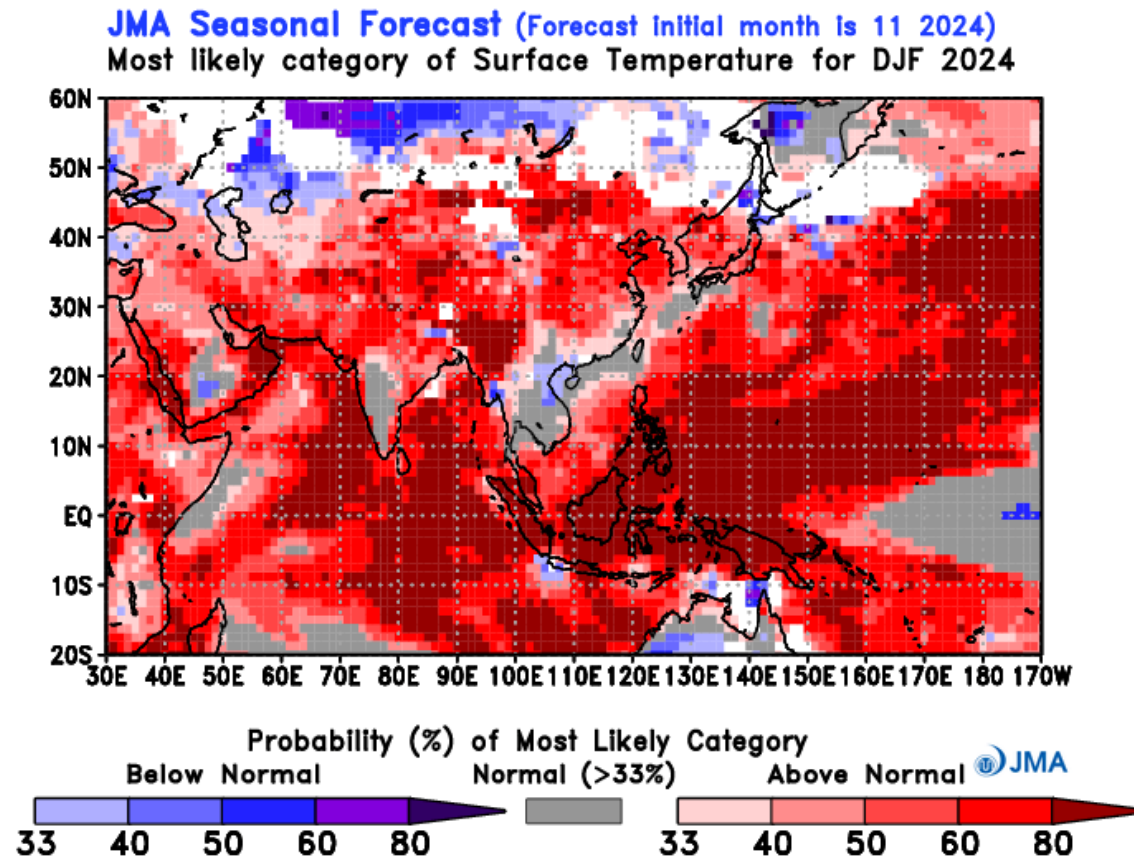 JMA Seasonal Forecast (Forecast initial month is 11 2024)
Most likely category of Surface Temperature for DJF 2024
60N
50N
40N
30N
20N
10N
EQ
10S
20S
30E 40E 50E 60E 70E 80E 90E 100E 110E 120E 130E 140E 150E 160E 170E 180 170W
Probability (%) of Most Likely Category
Below Normal Normal (>33%) Above Normal JMA
33 40 50 60 80 33 40 50 60 80